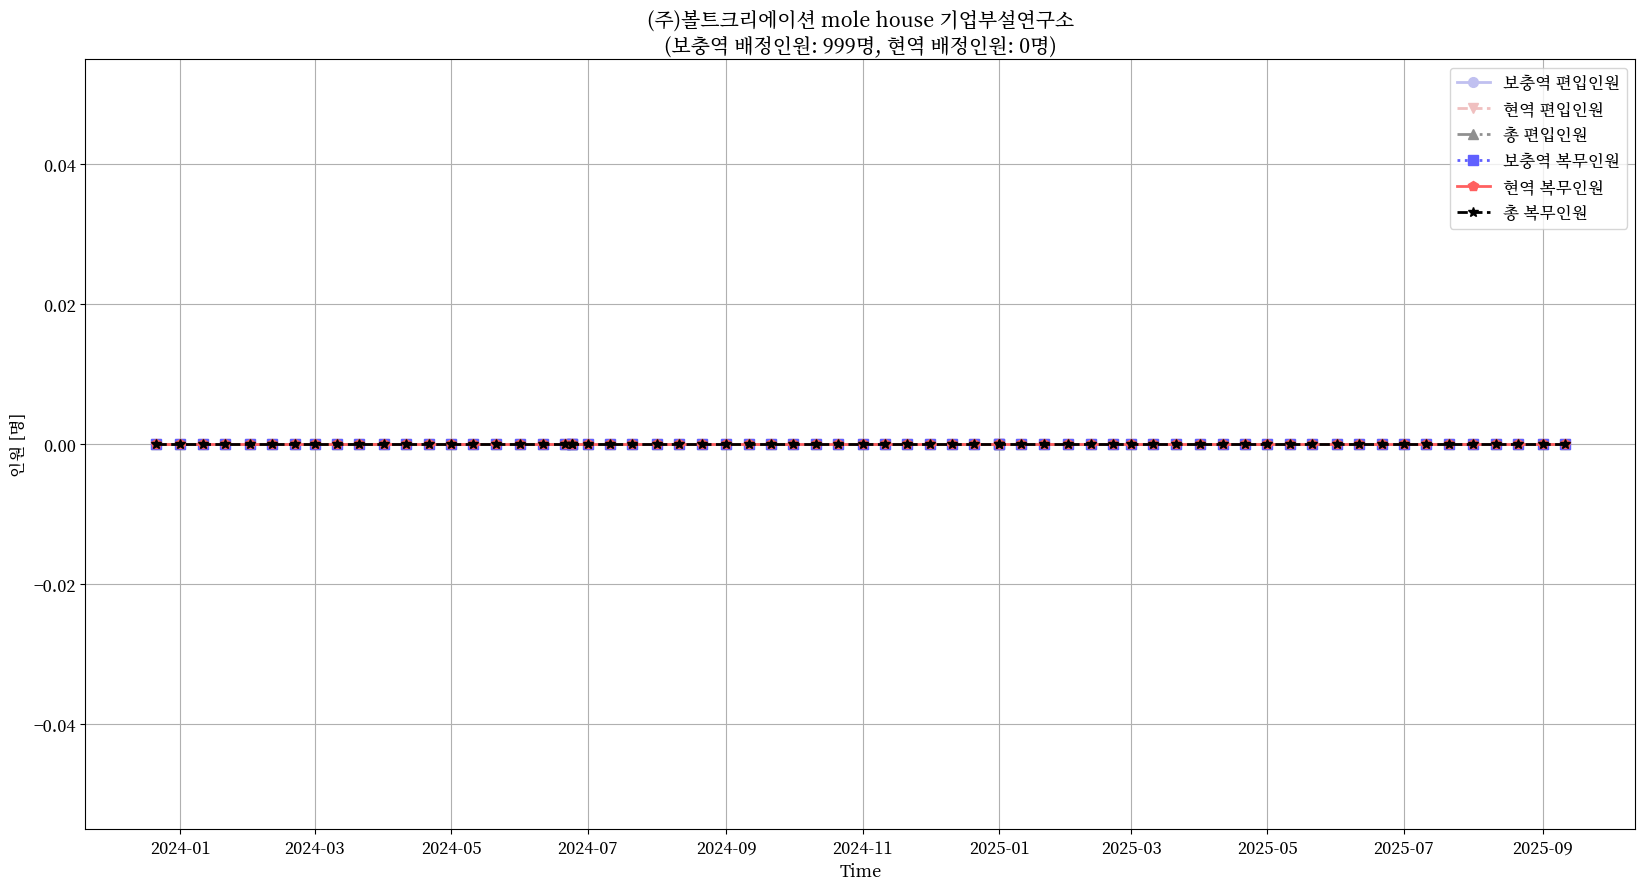 (주)볼트크리에이션 mole house 기업부설연구소
(보충역 배정인원: 999명, 현역 배정인원: 0명)
보충역 편입인원
현역 편입인원
총 편입인원
보충역 복무인원
현역 복무인원
총 복무인원
0.04
0.02
0.00
−0.02
−0.04
인원 [명]
2024-01 2024-03 2024-05 2024-07 2024-09 2024-11 2025-01 2025-03 2025-05 2025-07 2025-09
Time